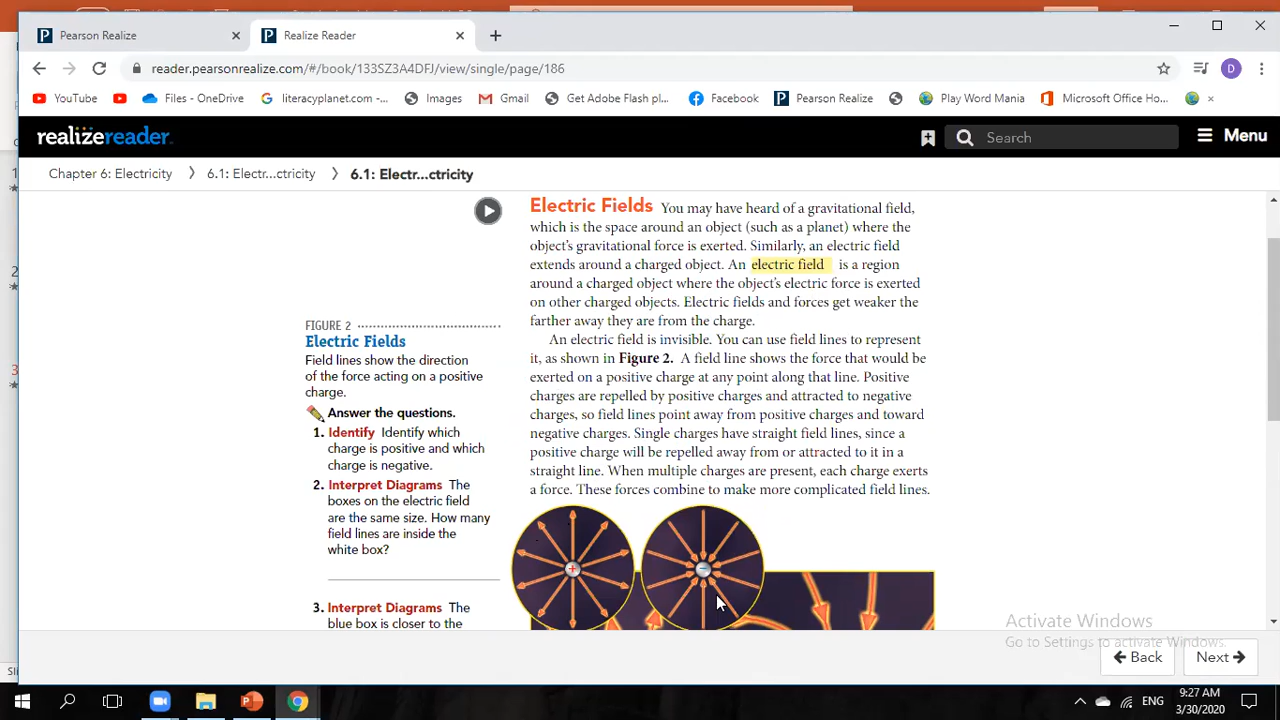 Pearson Realize
Realize Reader
reader.pearsonrealize.com/#/book/133SZ3A4DFJ/view/single/page/186
D
YouTube
Files - OneDrive
literacyplanet.com -...
Images
Gmail
Get Adobe Flash pl...
Facebook
Pearson Realize
Play Word Mania
Microsoft Office Ho...
realizereader
Search
Menu
Chapter 6: Electricity
6.1: Electr...ctricity
6.1: Electr...ctricity
Electric Fields You may have heard of a gravitational field,
which is the space around an object (such as a planet) where the
object's gravitational force is exerted. Similarly, an electric field
extends around a charged object. An electric field is a region
around a charged object where the object's electric force is exerted
on other charged objects. Electric fields and forces get weaker the
farther away they are from the charge.
An electric field is invisible. You can use field lines to represent
it, as shown in Figure 2. A field line shows the force that would be
exerted on a positive charge at any point along that line. Positive
charges are repelled by positive charges and attracted to negative
charges, so field lines point away from positive charges and toward
negative charges. Single charges have straight field lines, since a
positive charge will be repelled away from or attracted to it in a
straight line. When multiple charges are present, each charge exerts
a force. These forces combine to make more complicated field lines.
FIGURE 2
Electric Fields
Field lines show the direction
of the force acting on a positive
charge.
Answer the questions.
1. Identify Identify which
charge is positive and which
charge is negative.
2. Interpret Diagrams The
boxes on the electric field
are the same size. How many
field lines are inside the
white box?
3. Interpret Diagrams The
blue box is closer to the
+
-
Activate Windows
Go to Settings to activate Windows.
Back
Next
ENG
9:27 AM
3/30/2020